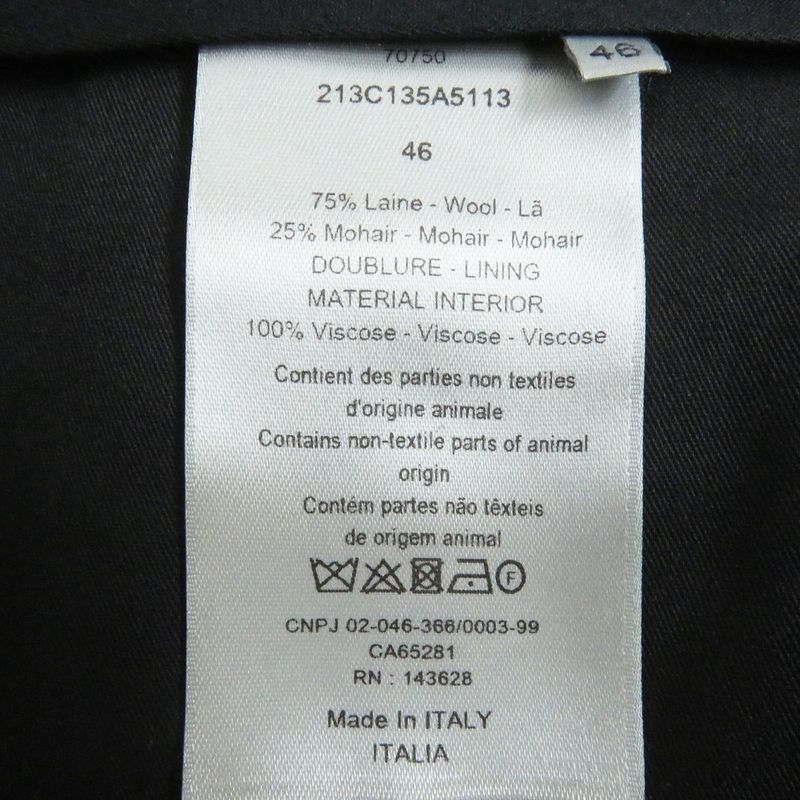 46
70/50
213C135A5113
46
75% Laine - Wool - Lã
25% Mohair - Mohair - Mohair
DOUBLURE - LINING
MATERIAL INTERIOR
100% Viscose - Viscose - Viscose
Contient des parties non textiles
d'origine animale
Contains non-textile parts of animal
origin
Contém partes não têxteis
de origem animal
F
CNPJ 02-046-366/0003-99
CA65281
RN : 143628
Made In ITALY
ITALIA